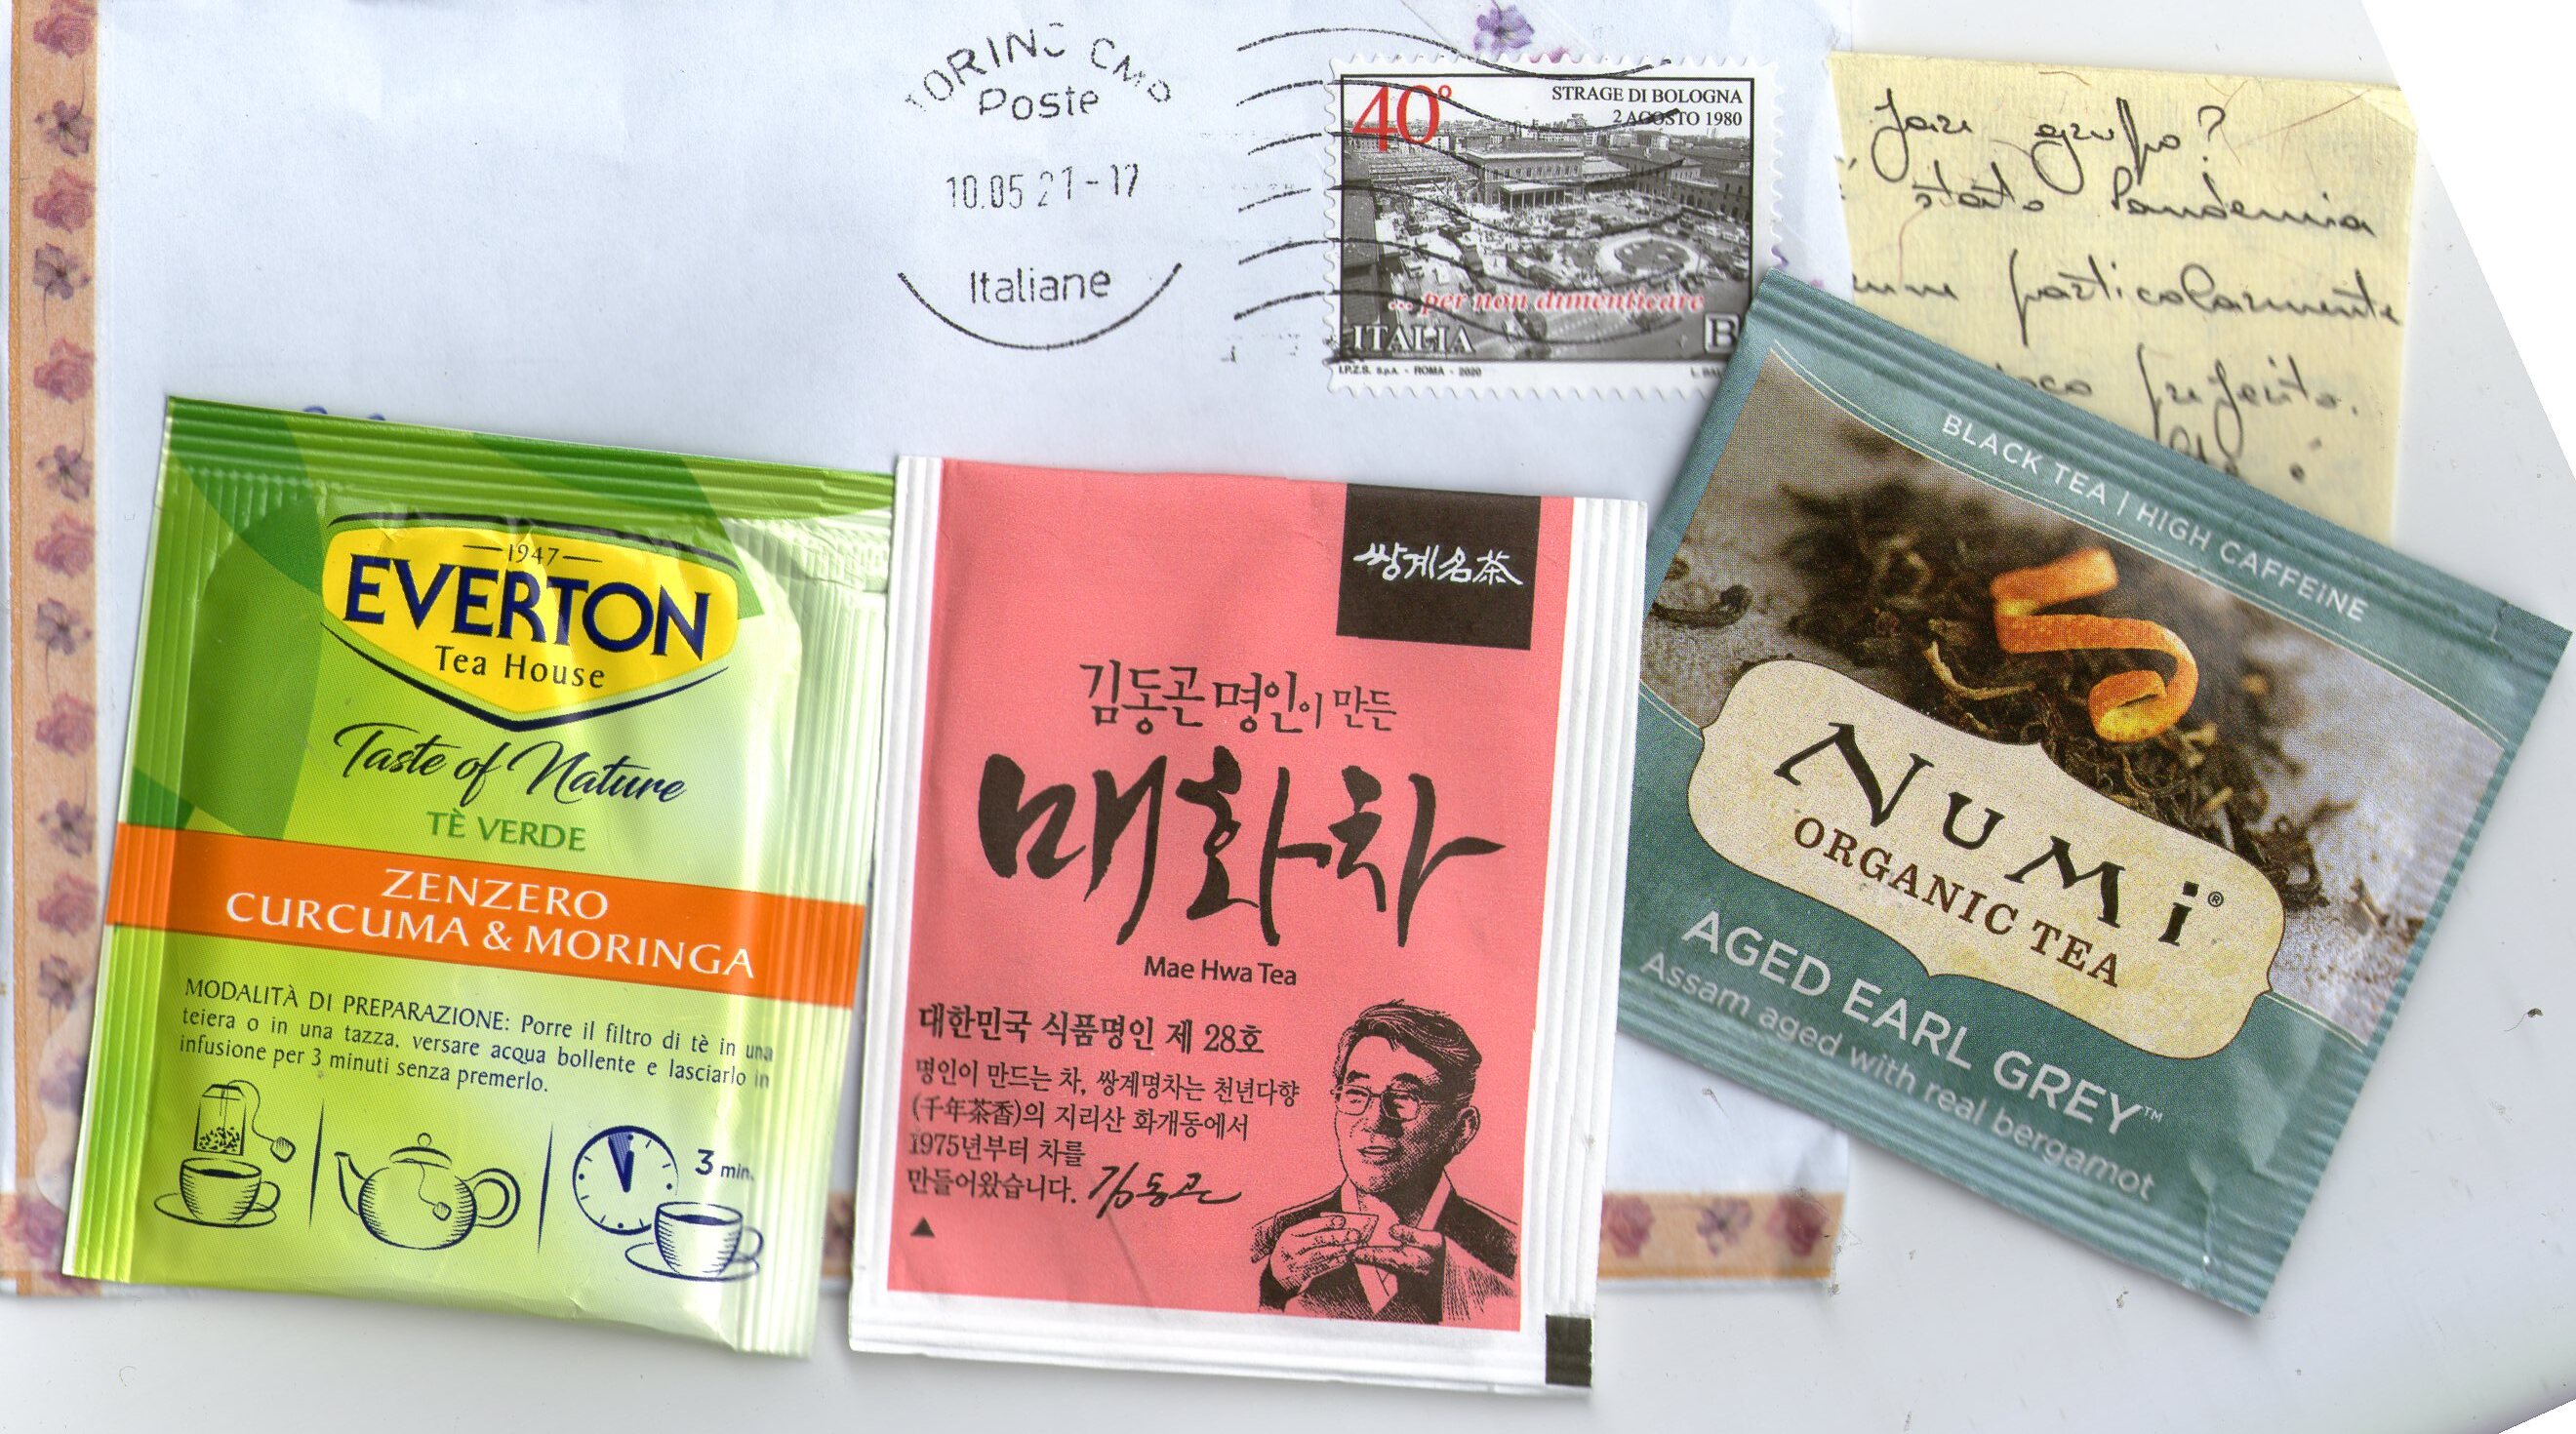 TORINO CMP
Poste
10.05 21-17
Italiane
40°
STRAGE DI BOLOGNA
2 AGOSTO 1980
... per non dimenticare
ITALIA
B
I.P.Z.S. S.p.A. - ROMA - 2020
fare gruppo?
stato Pandemia
particolarmente
preferito.
1947
EVERTON
Tea House
Taste of Nature
TÈ VERDE
ZENZERO
CURCUMA & MORINGA
MODALITÀ DI PREPARAZIONE: Porre il filtro di tè in una
teiera o in una tazza, versare acqua bollente e lasciarlo in
infusione per 3 minuti senza premerlo.
3 min.
쌍계名茶
김동곤 명인이 만든
매화차
Mae Hwa Tea
대한민국 식품명인 제 28호
명인이 만드는 차, 쌍계명차는 천년다향
(千年茶香)의 지리산 화개동에서
1975년부터 차를
만들어왔습니다. 김동곤
BLACK TEA | HIGH CAFFEINE
NUMi®
ORGANIC TEA
AGED EARL GREY™
Assam aged with real bergamot